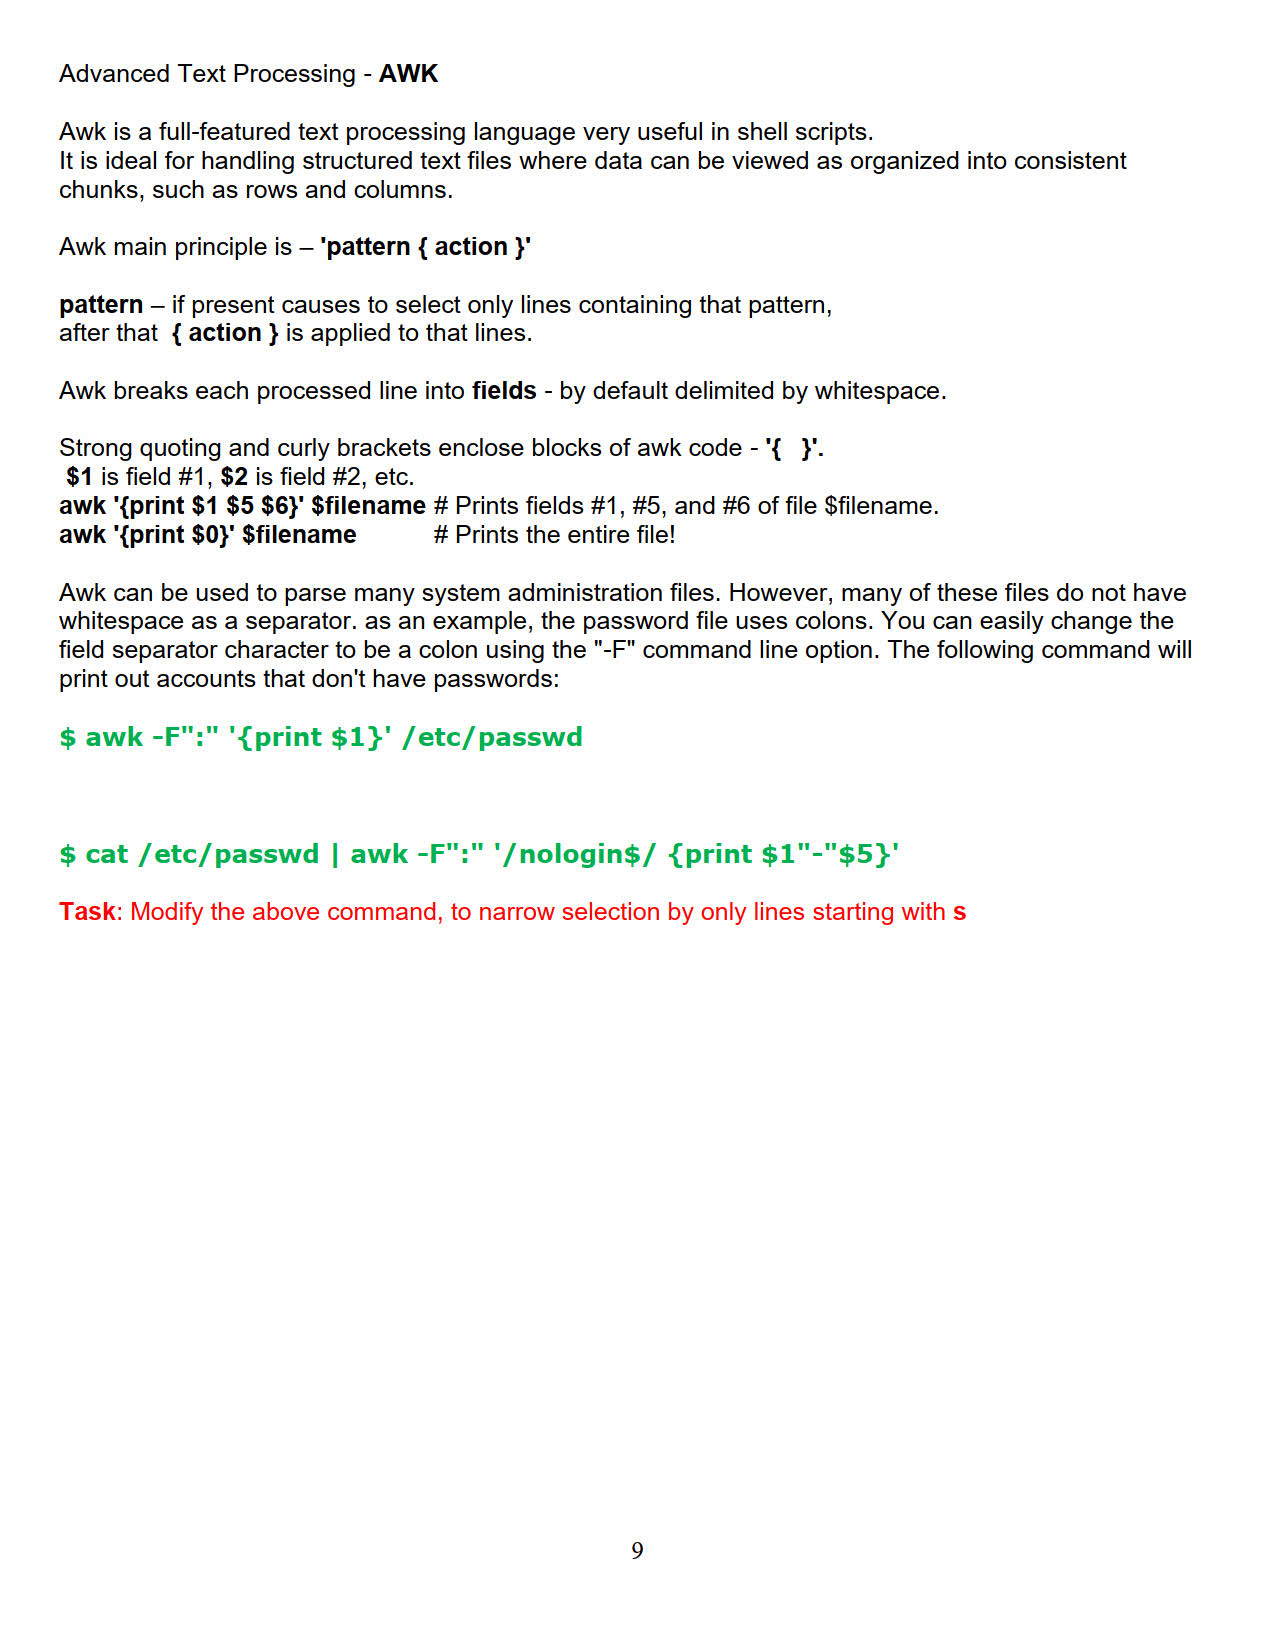 Advanced Text Processing - AWK
Awk is a full-featured text processing language very useful in shell scripts.
It is ideal for handling structured text files where data can be viewed as organized into consistent
chunks, such as rows and columns.
Awk main principle is – 'pattern { action }'
pattern – if present causes to select only lines containing that pattern,
after that  { action } is applied to that lines.
Awk breaks each processed line into fields - by default delimited by whitespace.
Strong quoting and curly brackets enclose blocks of awk code - '{   }'.
$1 is field #1, $2 is field #2, etc.
awk '{print $1 $5 $6}' $filename # Prints fields #1, #5, and #6 of file $filename.
awk '{print $0}' $filename # Prints the entire file!
Awk can be used to parse many system administration files. However, many of these files do not have
whitespace as a separator. as an example, the password file uses colons. You can easily change the
field separator character to be a colon using the "-F" command line option. The following command will
print out accounts that don't have passwords:
$ awk -F":" '{print $1}' /etc/passwd
$ cat /etc/passwd | awk -F":" '/nologin$/ {print $1"-"$5}'
Task: Modify the above command, to narrow selection by only lines starting with s
9